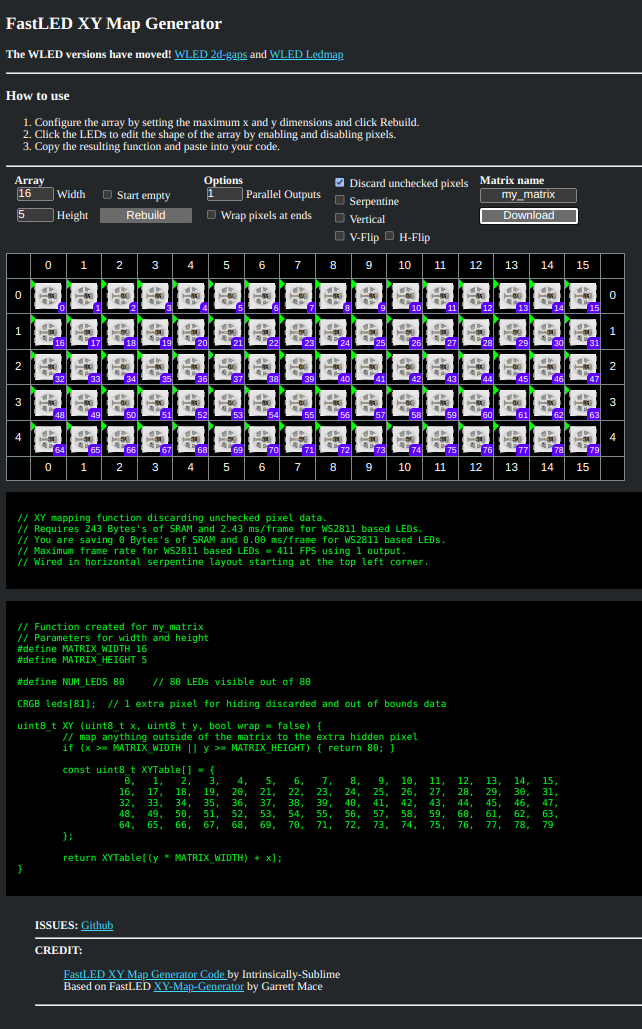 FastLED XY Map Generator
The WLED versions have moved! WLED 2d-gaps and WLED Ledmap
How to use
1. Configure the array by setting the maximum x and y dimensions and click Rebuild.
2. Click the LEDs to edit the shape of the array by enabling and disabling pixels.
3. Copy the resulting function and paste into your code.
Array
16 Width
5 Height
Start empty
Rebuild
Options
1 Parallel Outputs
Wrap pixels at ends
Discard unchecked pixels
Serpentine
Vertical
V-Flip H-Flip
Matrix name
my_matrix
Download
0 1 2 3 4 5 6 7 8 9 10 11 12 13 14 15
0 0 1 2 3 4 5 6 7 8 9 10 11 12 13 14 15 0
1 16 17 18 19 20 21 22 23 24 25 26 27 28 29 30 31 1
2 32 33 34 35 36 37 38 39 40 41 42 43 44 45 46 47 2
3 48 49 50 51 52 53 54 55 56 57 58 59 60 61 62 63 3
4 64 65 66 67 68 69 70 71 72 73 74 75 76 77 78 79 4
0 1 2 3 4 5 6 7 8 9 10 11 12 13 14 15
// XY mapping function discarding unchecked pixel data.
// Requires 243 Bytes's of SRAM and 2.43 ms/frame for WS2811 based LEDs.
// You are saving 0 Bytes's of SRAM and 0.00 ms/frame for WS2811 based LEDs.
// Maximum frame rate for WS2811 based LEDs = 411 FPS using 1 output.
// Wired in horizontal serpentine layout starting at the top left corner.
// Function created for my_matrix
// Parameters for width and height
#define MATRIX_WIDTH 16
#define MATRIX_HEIGHT 5
#define NUM_LEDS 80 // 80 LEDs visible out of 80
CRGB leds[81]; // 1 extra pixel for hiding discarded and out of bounds data
uint8_t XY (uint8_t x, uint8_t y, bool wrap = false) {
// map anything outside of the matrix to the extra hidden pixel
if (x >= MATRIX_WIDTH || y >= MATRIX_HEIGHT) { return 80; }
const uint8_t XYTable[] = {
0, 1, 2, 3, 4, 5, 6, 7, 8, 9, 10, 11, 12, 13, 14, 15,
16, 17, 18, 19, 20, 21, 22, 23, 24, 25, 26, 27, 28, 29, 30, 31,
32, 33, 34, 35, 36, 37, 38, 39, 40, 41, 42, 43, 44, 45, 46, 47,
48, 49, 50, 51, 52, 53, 54, 55, 56, 57, 58, 59, 60, 61, 62, 63,
64, 65, 66, 67, 68, 69, 70, 71, 72, 73, 74, 75, 76, 77, 78, 79
};
return XYTable[(y * MATRIX_WIDTH) + x];
}
ISSUES: Github
CREDIT:
FastLED XY Map Generator Code by Intrinsically-Sublime
Based on FastLED XY-Map-Generator by Garrett Mace